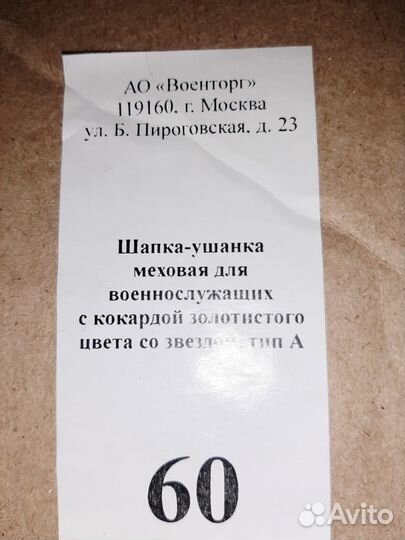 АО «Военторг»
119160, г. Москва
ул. Б. Пироговская, д. 23
Шапка-ушанка
меховая для
военнослужащих
с кокардой золотистого
цвета со звездой, тип А
60
Avito